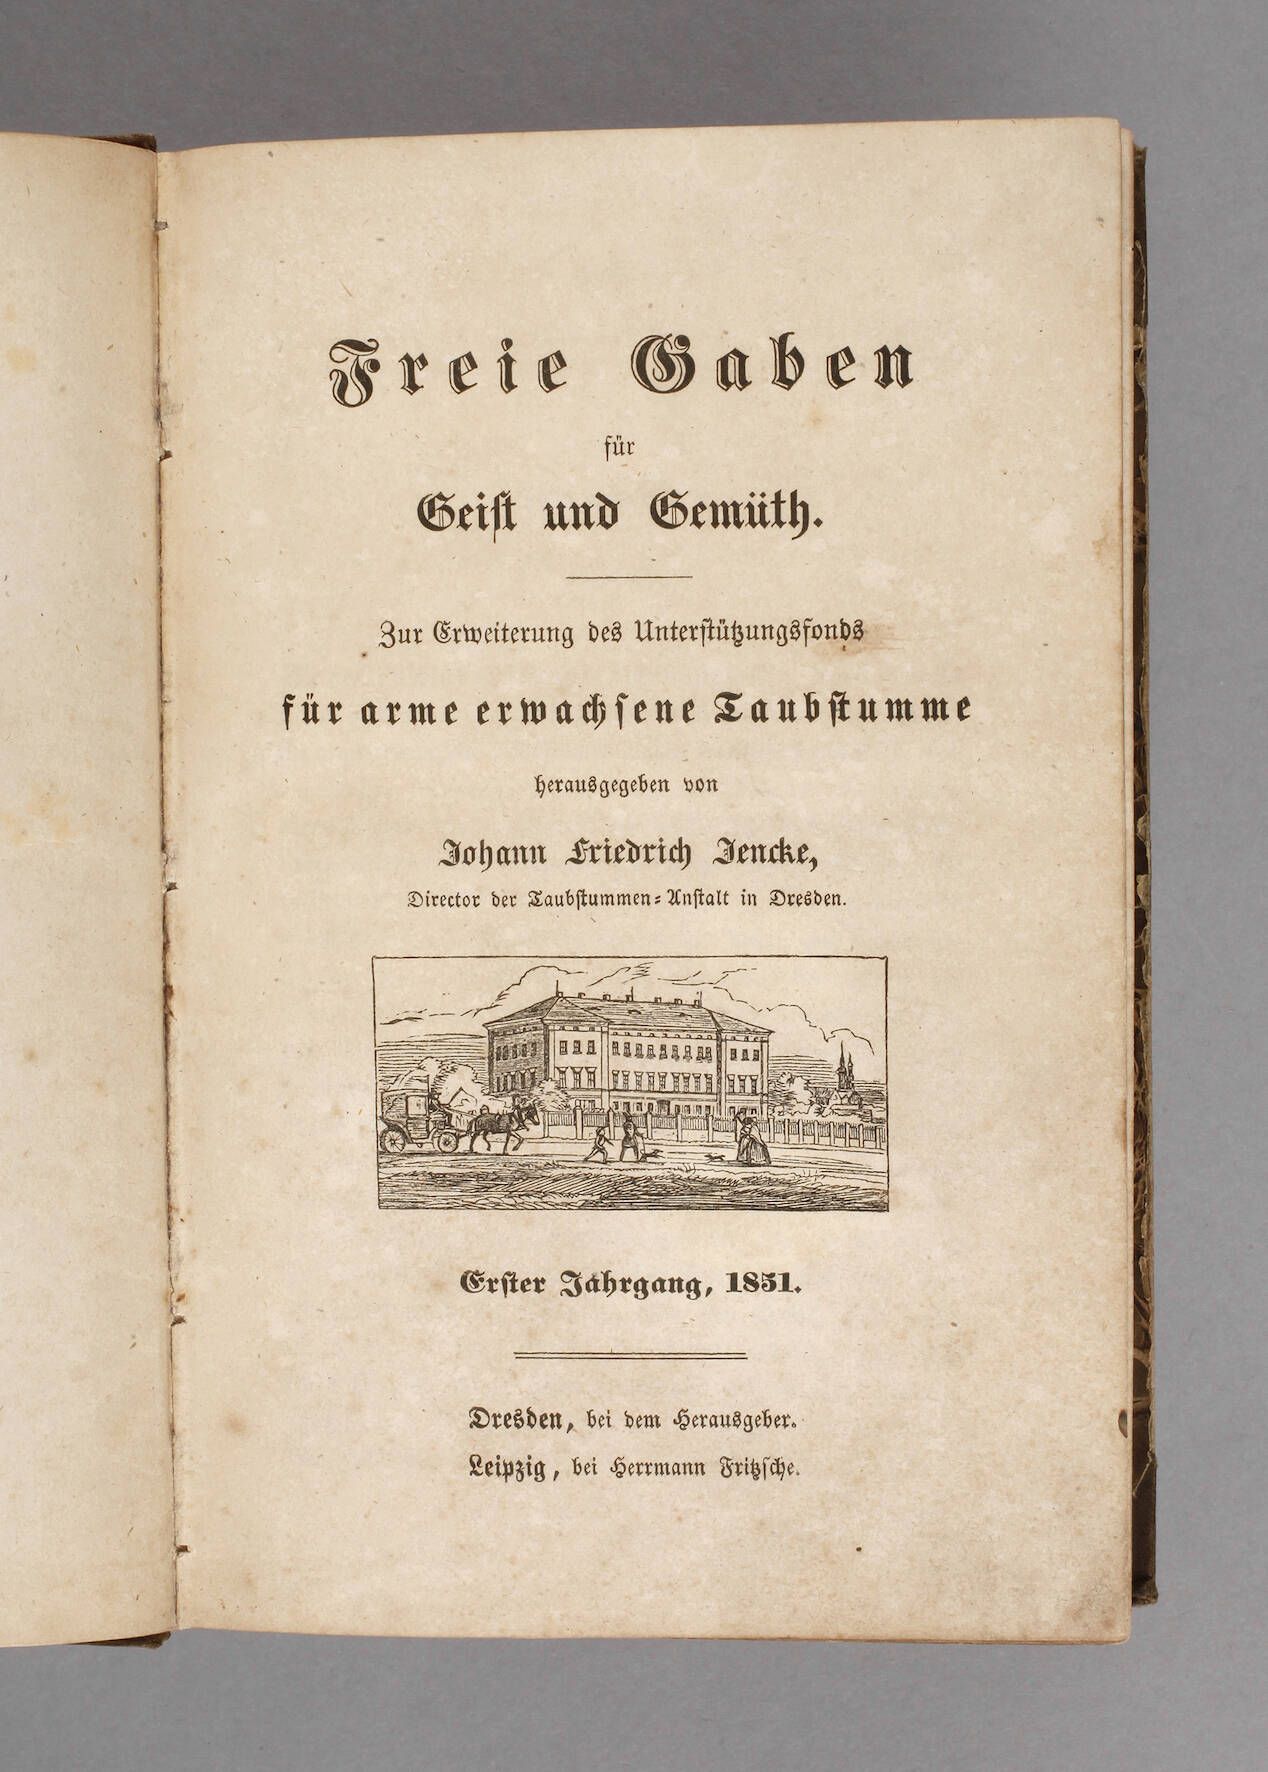 Freie Gaben
für
Geiſt und Gemüth.
Zur Erweiterung des Unterſtützungsfonds
für arme erwachſene Taubſtumme
herausgegeben von
Johann Friedrich Jencke,
Director der Taubſtummen-Anſtalt in Dresden.
Erſter Jahrgang, 1851.
Dresden, bei dem Herausgeber.
Leipzig, bei Herrmann Fritzſche.